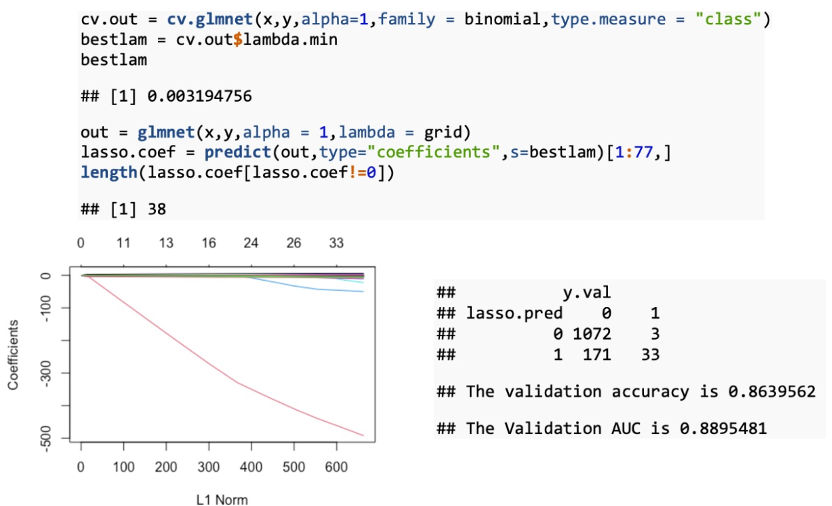 cv.out = cv.glmnet(x,y,alpha=1,family = binomial,type.measure = "class")
bestlam = cv.out$lambda.min
bestlam
## [1] 0.003194756
out = glmnet(x,y,alpha = 1,lambda = grid)
lasso.coef = predict(out,type="coefficients",s=bestlam)[1:77,]
length(lasso.coef[lasso.coef!=0])
## [1] 38
0 11 13 16 24 26 33
Coefficients
0
-100
-300
-500
0 100 200 300 400 500 600
L1 Norm
## y.val
## lasso.pred 0 1
## 0 1072 3
## 1 171 33
## The validation accuracy is 0.8639562
## The Validation AUC is 0.8895481